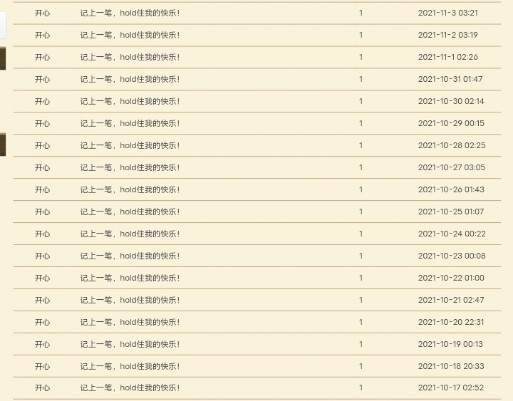 开心 记上一笔，hold住我的快乐！ 1 2021-11-3 03:21
开心 记上一笔，hold住我的快乐！ 1 2021-11-2 03:19
开心 记上一笔，hold住我的快乐！ 1 2021-11-1 02:26
开心 记上一笔，hold住我的快乐！ 1 2021-10-31 01:47
开心 记上一笔，hold住我的快乐！ 1 2021-10-30 02:14
开心 记上一笔，hold住我的快乐！ 1 2021-10-29 00:15
开心 记上一笔，hold住我的快乐！ 1 2021-10-28 02:25
开心 记上一笔，hold住我的快乐！ 1 2021-10-27 03:05
开心 记上一笔，hold住我的快乐！ 1 2021-10-26 01:43
开心 记上一笔，hold住我的快乐！ 1 2021-10-25 01:07
开心 记上一笔，hold住我的快乐！ 1 2021-10-24 00:22
开心 记上一笔，hold住我的快乐！ 1 2021-10-23 00:08
开心 记上一笔，hold住我的快乐！ 1 2021-10-22 01:00
开心 记上一笔，hold住我的快乐！ 1 2021-10-21 02:47
开心 记上一笔，hold住我的快乐！ 1 2021-10-20 22:31
开心 记上一笔，hold住我的快乐！ 1 2021-10-19 00:13
开心 记上一笔，hold住我的快乐！ 1 2021-10-18 20:33
开心 记上一笔，hold住我的快乐！ 1 2021-10-17 02:52